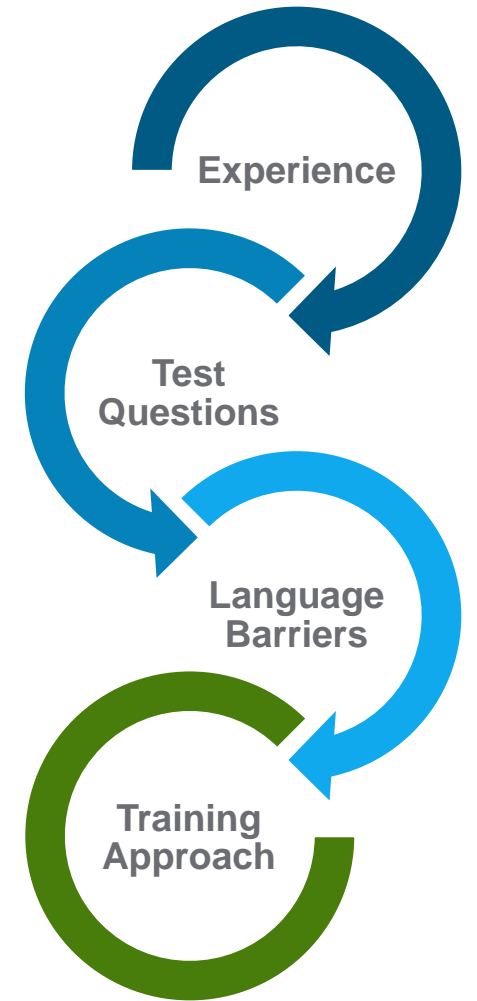 Experience
Test
Questions
Language
Barriers
Training
Approach